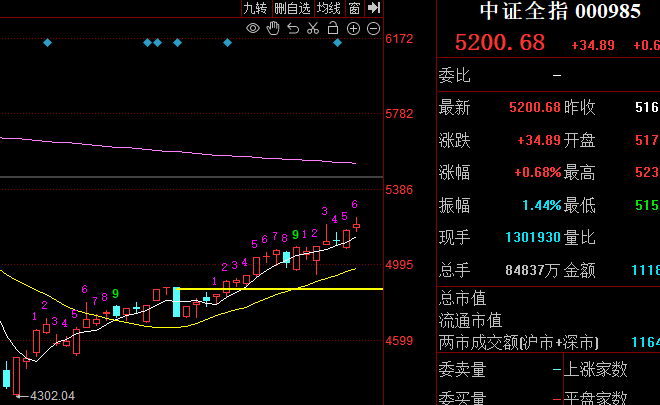 九转 删自选 均线 窗
中证全指 000985
5200.68 +34.89 +0.6
委比 —
最新 5200.68 昨收 516
涨跌 +34.89 开盘 517
涨幅 +0.68% 最高 523
振幅 1.44% 最低 515
现手 1301930 量比
总手 84837万 金额 1118
总市值
流通市值
两市成交额(沪市+深市) 1164
委卖量 — 上涨家数
委买量 — 平盘家数
6172
5782
5386
4995
4599
1 2 3 4 5 6 7 8 9
1 2 3 4 5 6 7 8 9 1 2 3 4 5 6
4302.04